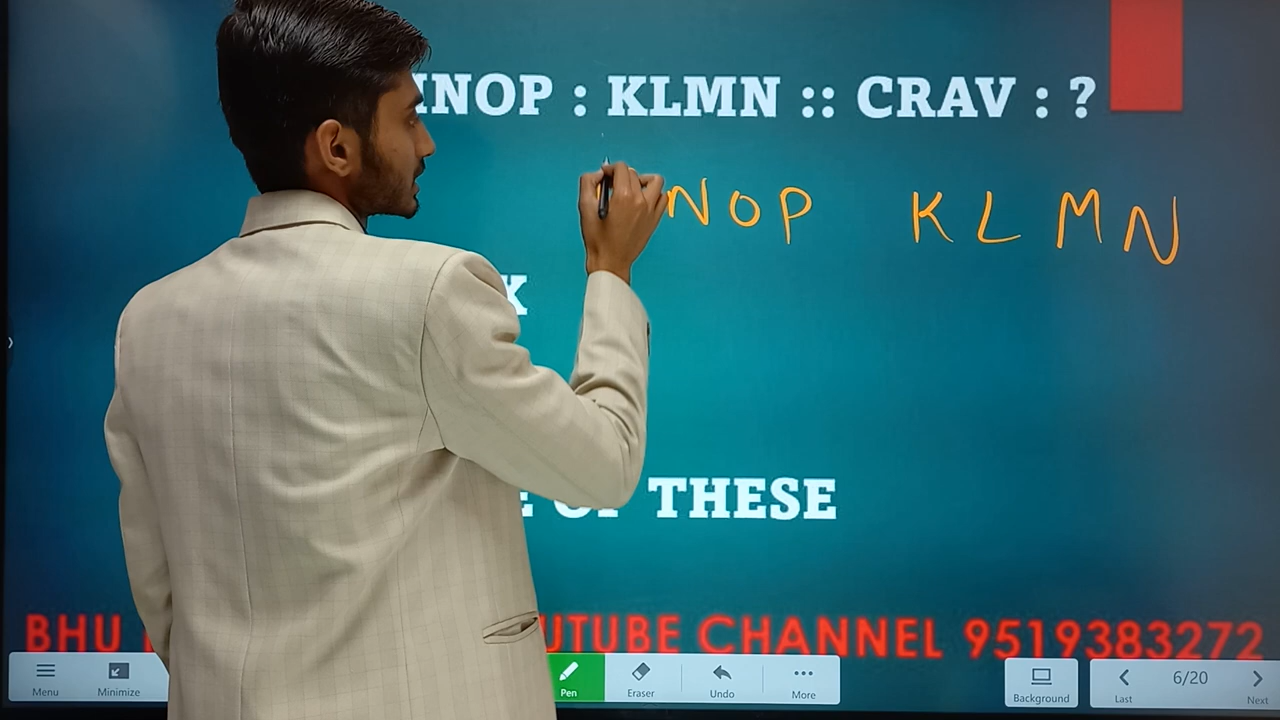 NOP : KLMN :: CRAV : ?
NOP KLMN
X
OF THESE
BHU UTUBE CHANNEL 9519383272
Menu Minimize Pen Eraser Undo More Background Last 6/20 Next